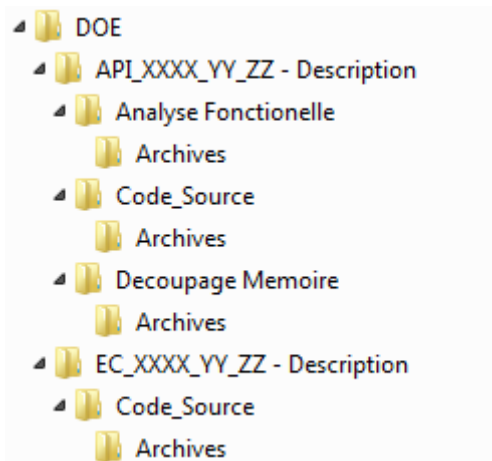 DOE
API_XXXX_YY_ZZ - Description
Analyse Fonctionelle
Archives
Code_Source
Archives
Decoupage Memoire
Archives
EC_XXXX_YY_ZZ - Description
Code_Source
Archives